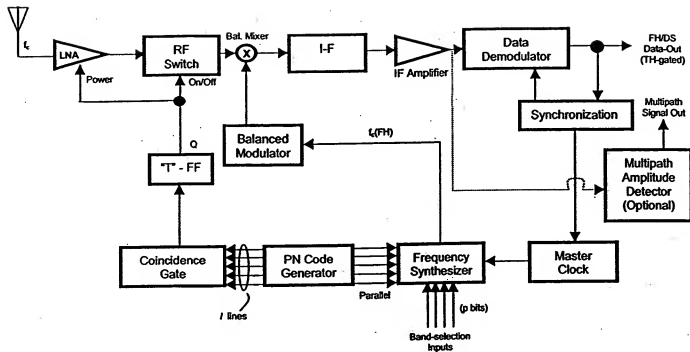 f꜀
LNA
Power
RF
Switch
On/Off
Bal. Mixer
X
I-F
IF Amplifier
Data
Demodulator
FH/DS
Data-Out
(TH-gated)
Multipath
Signal Out
Synchronization
Balanced
Modulator
fₒ(FH)
Q
"T" - FF
Multipath
Amplitude
Detector
(Optional)
Coincidence
Gate
PN Code
Generator
Frequency
Synthesizer
Master
Clock
l lines
Parallel
(p bits)
Band-selection
Inputs